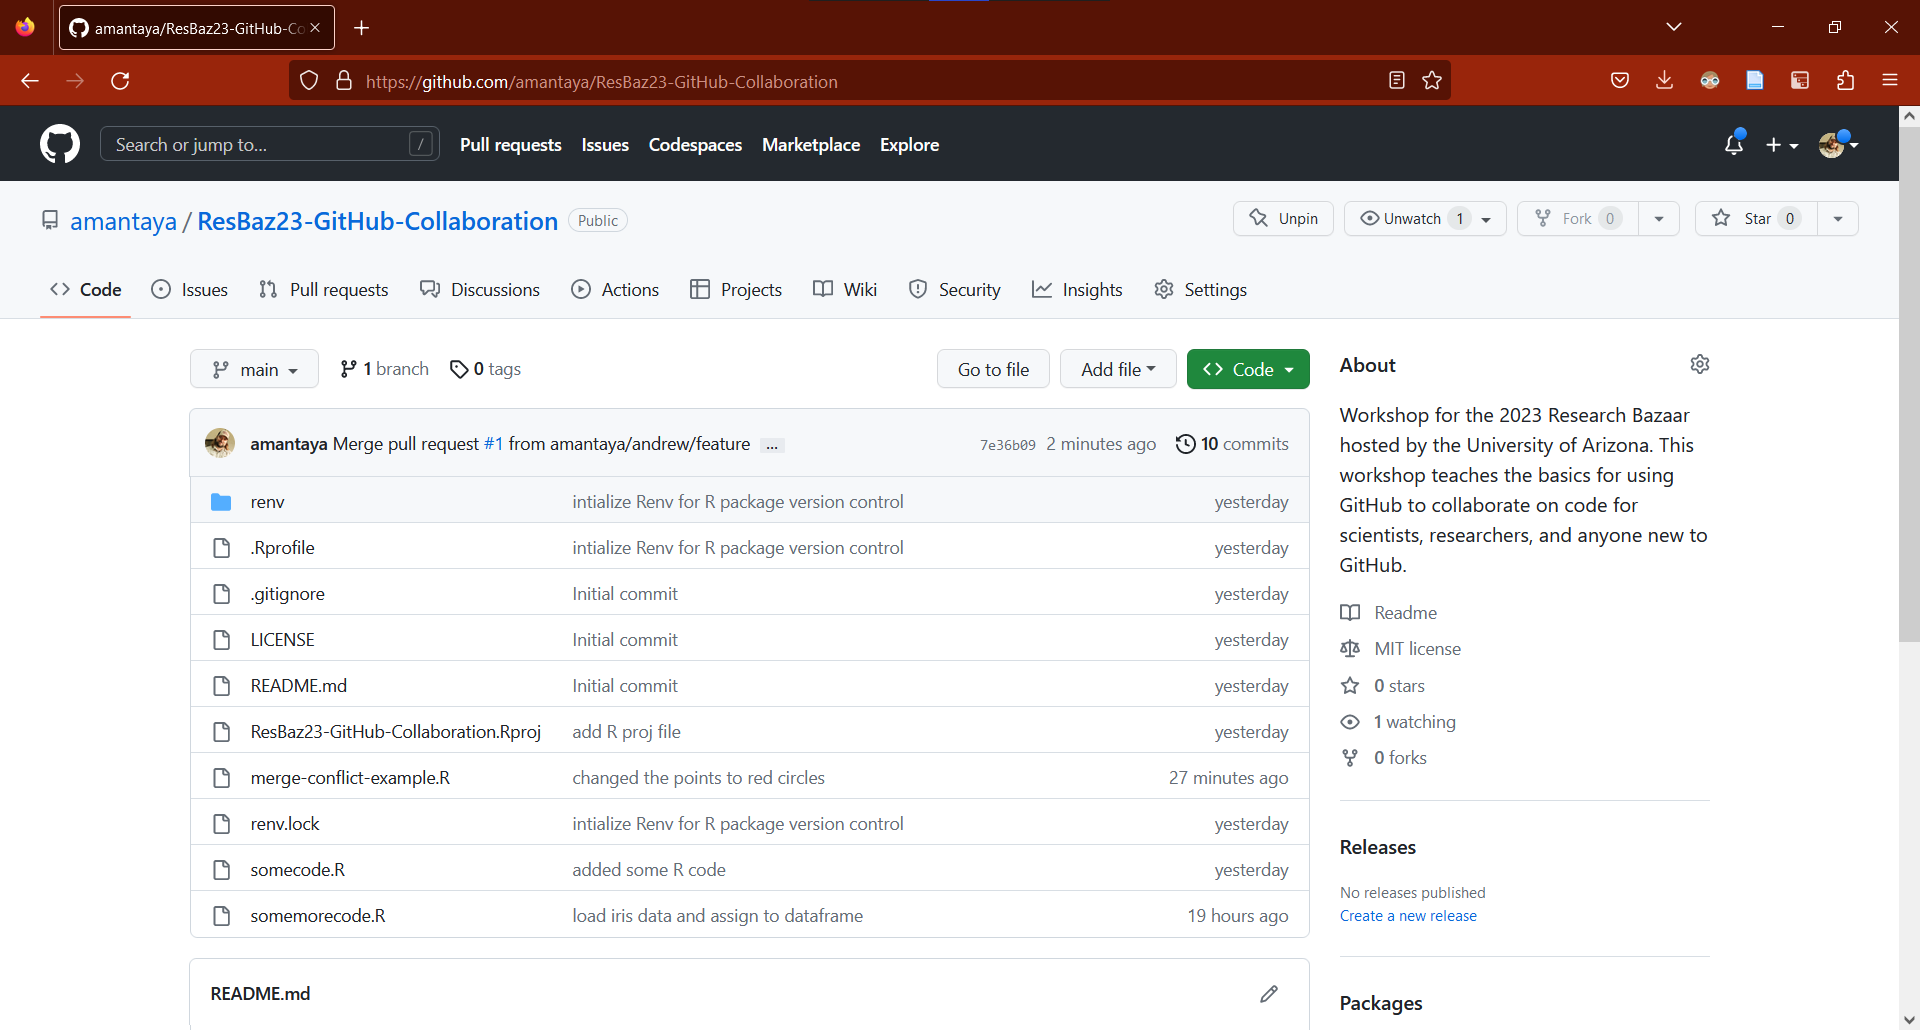 amantaya/ResBaz23-GitHub-Co
https://github.com/amantaya/ResBaz23-GitHub-Collaboration
Search or jump to... /
Pull requests Issues Codespaces Marketplace Explore
amantaya / ResBaz23-GitHub-Collaboration Public
Unpin Unwatch 1 Fork 0 Star 0
Code Issues Pull requests Discussions Actions Projects Wiki Security Insights Settings
main 1 branch 0 tags Go to file Add file Code
amantaya Merge pull request #1 from amantaya/andrew/feature ... 7e36b09 2 minutes ago 10 commits
renv intialize Renv for R package version control yesterday
.Rprofile intialize Renv for R package version control yesterday
.gitignore Initial commit yesterday
LICENSE Initial commit yesterday
README.md Initial commit yesterday
ResBaz23-GitHub-Collaboration.Rproj add R proj file yesterday
merge-conflict-example.R changed the points to red circles 27 minutes ago
renv.lock intialize Renv for R package version control yesterday
somecode.R added some R code yesterday
somemorecode.R load iris data and assign to dataframe 19 hours ago
README.md
About
Workshop for the 2023 Research Bazaar
hosted by the University of Arizona. This
workshop teaches the basics for using
GitHub to collaborate on code for
scientists, researchers, and anyone new to
GitHub.
Readme
MIT license
0 stars
1 watching
0 forks
Releases
No releases published
Create a new release
Packages